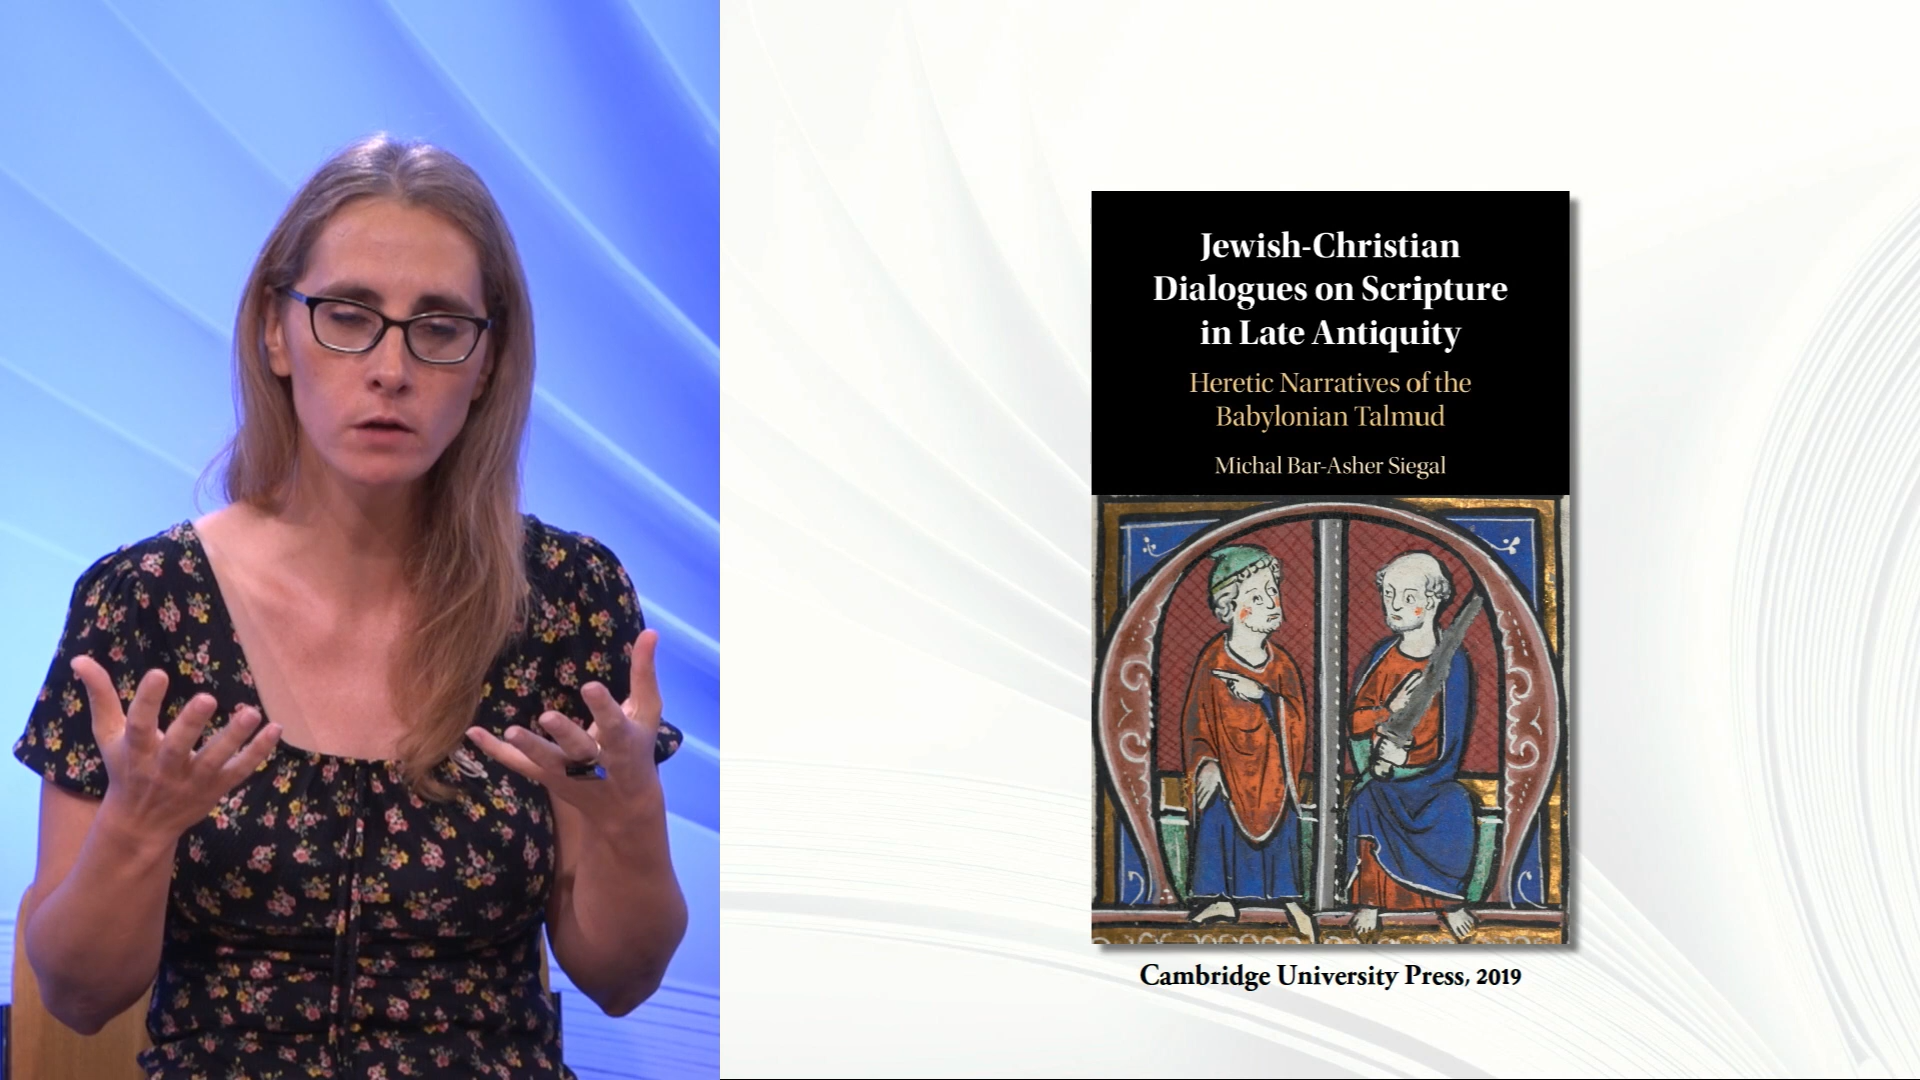 Jewish-Christian
Dialogues on Scripture
in Late Antiquity
Heretic Narratives of the
Babylonian Talmud
Michal Bar-Asher Siegal
Cambridge University Press, 2019